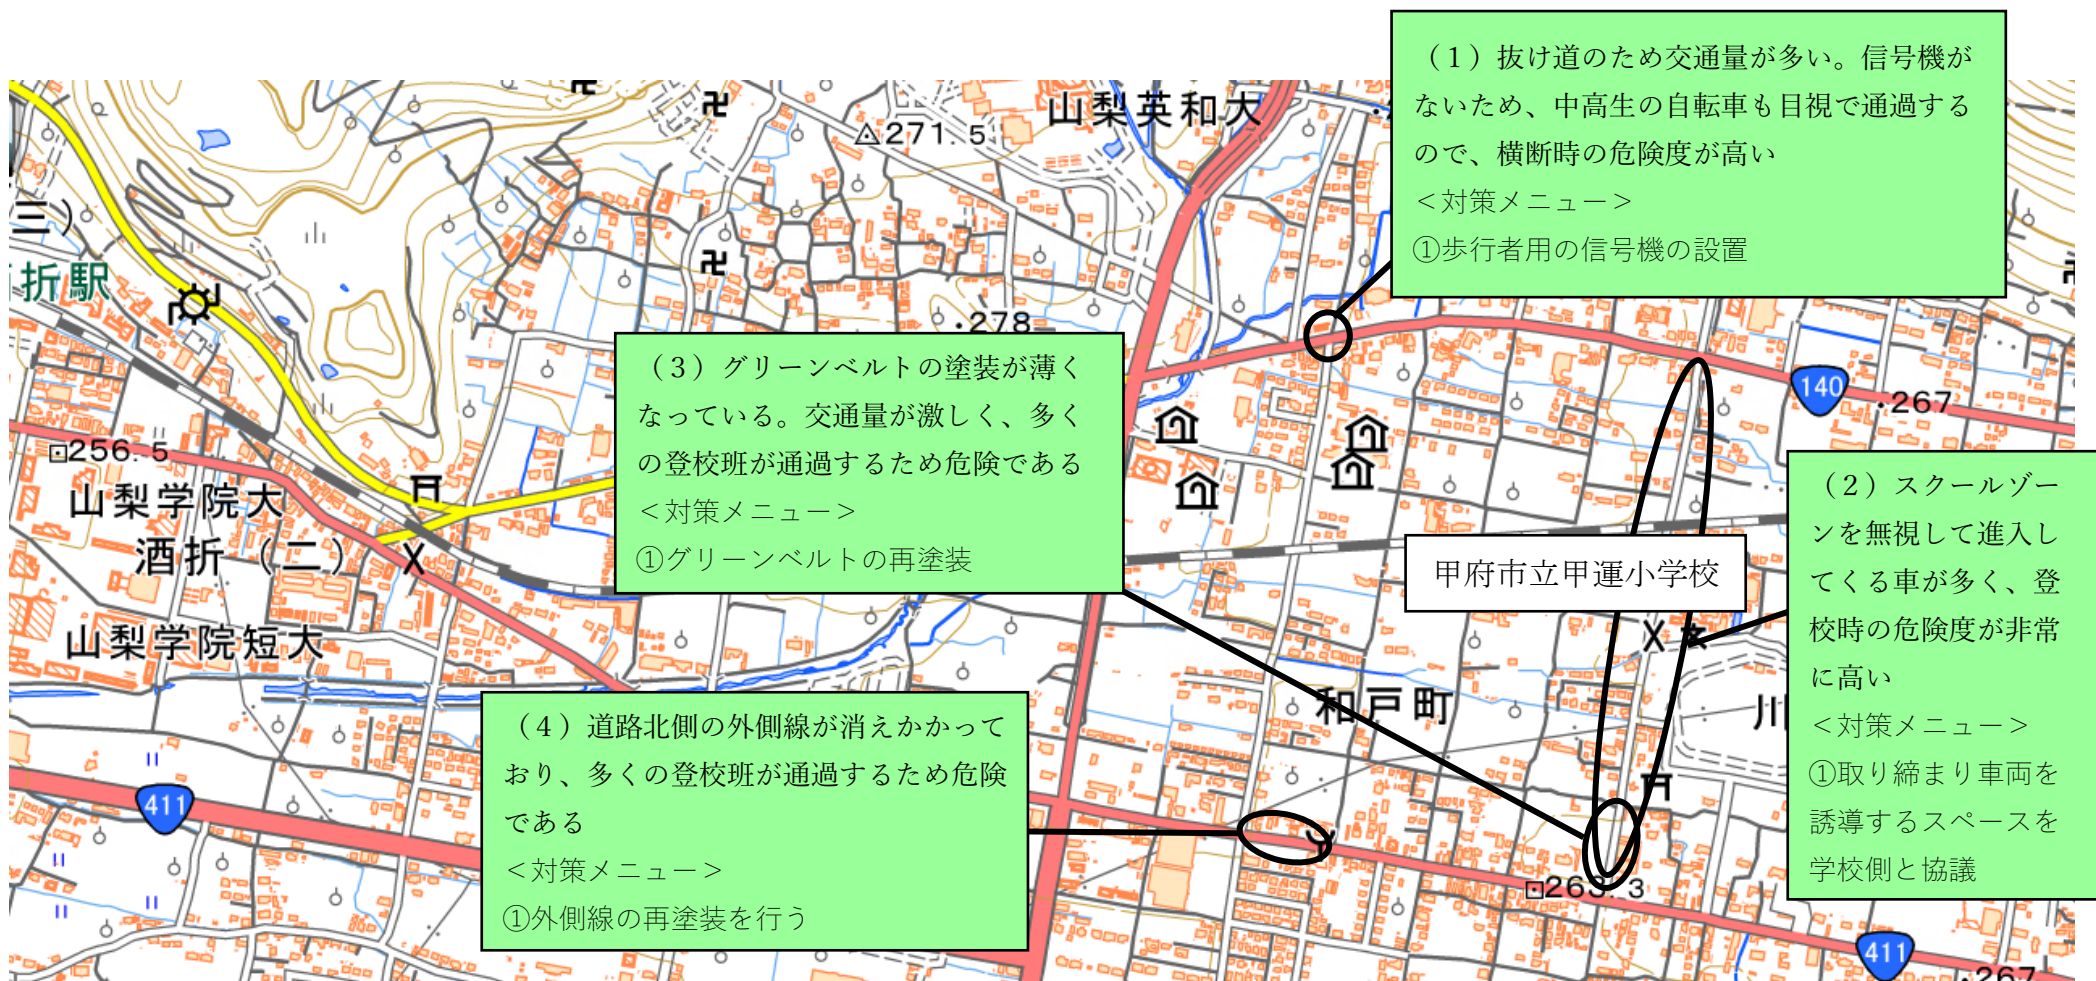 （１）抜け道のため交通量が多い。信号機が
ないため、中高生の自転車も目視で通過する
ので、横断時の危険度が高い
＜対策メニュー＞
①歩行者用の信号機の設置
山梨英和大
271.5
三）
折駅
278
（３）グリーンベルトの塗装が薄く
なっている。交通量が激しく、多く
の登校班が通過するため危険である
＜対策メニュー＞
①グリーンベルトの再塗装
140
267
256.5
山梨学院大
酒折（二）
山梨学院短大
甲府市立甲運小学校
（２）スクールゾー
ンを無視して進入し
てくる車が多く、登
校時の危険度が非常
に高い
＜対策メニュー＞
①取り締まり車両を
誘導するスペースを
学校側と協議
和戸町
川
（４）道路北側の外側線が消えかかって
おり、多くの登校班が通過するため危険
である
＜対策メニュー＞
①外側線の再塗装を行う
411
263.3
411
267